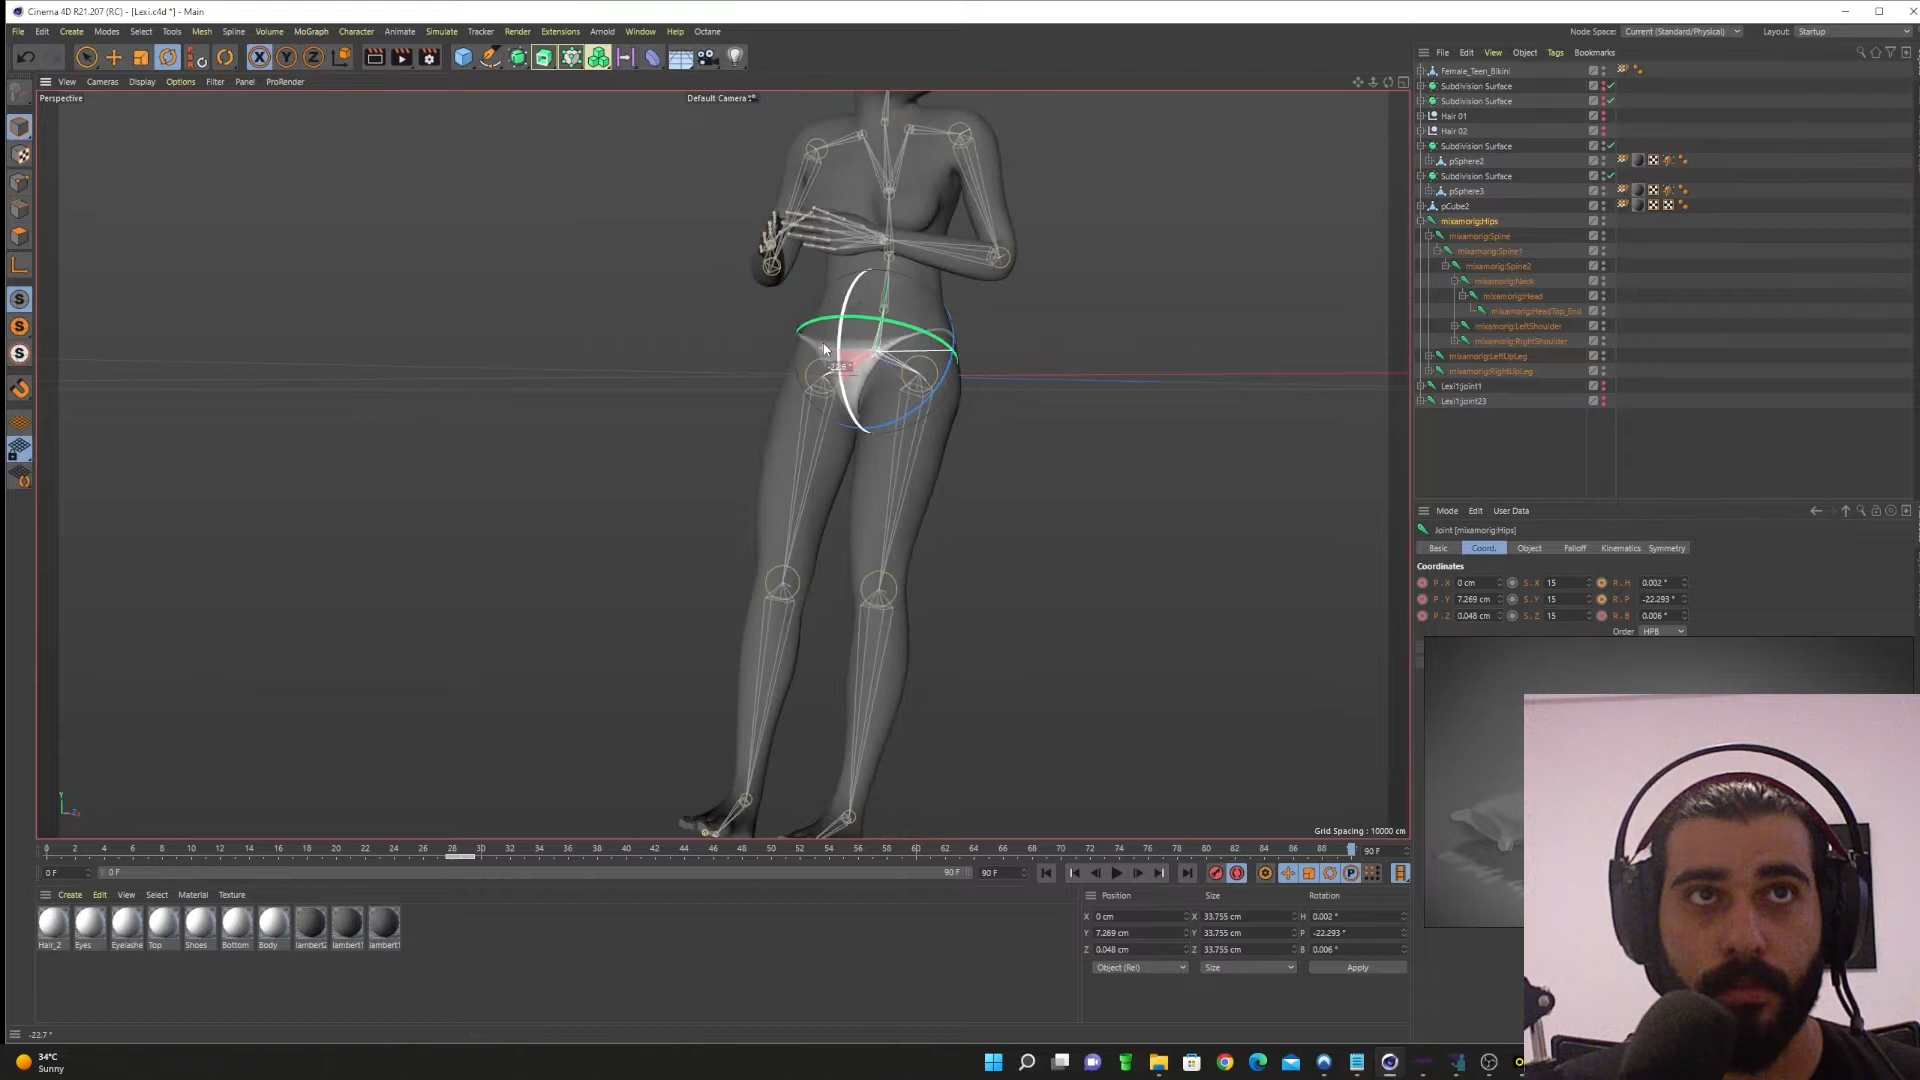 Cinema 4D R21.207 (RC) - [Lexi.c4d *] - Main
File Edit Create Modes Select Tools Mesh Spline Volume MoGraph Character Animate Simulate Tracker Render Extensions Arnold Window Help Octane
Node Space: Current (Standard/Physical) Layout: Startup
View Cameras Display Options Filter Panel ProRender
Perspective
Default Camera
File Edit View Object Tags Bookmarks
Female_Teen_Bikini
Subdivision Surface
Subdivision Surface
Hair 01
Hair 02
Subdivision Surface
pSphere2
Subdivision Surface
pSphere3
pCube2
mixamorig:Hips
mixamorig:Spine
mixamorig:Spine1
mixamorig:Spine2
mixamorig:Neck
mixamorig:Head
mixamorig:HeadTop_End
mixamorig:LeftShoulder
mixamorig:RightShoulder
mixamorig:LeftUpLeg
mixamorig:RightUpLeg
Lexi1:joint1
Lexi1:joint23
-22.6 °
Mode Edit User Data
Joint [mixamorig:Hips]
Basic Coord. Object Falloff Kinematics Symmetry
Coordinates
P . X 0 cm S . X 15 R . H 0.002 °
P . Y 7.269 cm S . Y 15 R . P -22.293 °
P . Z 0.048 cm S . Z 15 R . B 0.006 °
Order HPB
Y
Grid Spacing : 10000 cm
0 2 4 6 8 10 12 14 16 18 20 22 24 26 28 30 32 34 36 38 40 42 44 46 48 50 52 54 56 58 60 62 64 66 68 70 72 74 76 78 80 82 84 86 88 90 F
0 F 0 F 90 F 90 F
Create Edit View Select Material Texture
Hair_2 Eyes Eyelashe Top Shoes Bottom Body lambert2 lambert1 lambert1
Position Size Rotation
X 0 cm X 33.755 cm H 0.002 °
Y 7.269 cm Y 33.755 cm P -22.293 °
Z 0.048 cm Z 33.755 cm B 0.006 °
Object (Rel) Size Apply
-22.7 °
34°C
Sunny